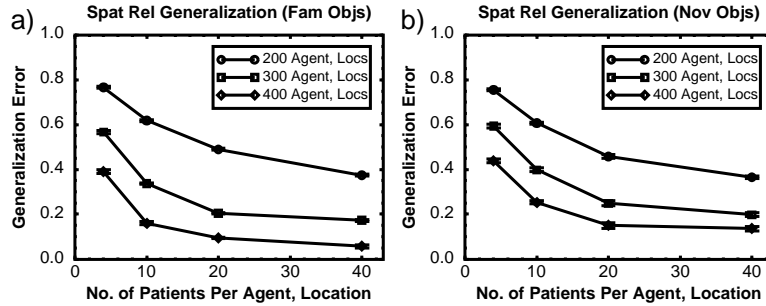 a)
Spat Rel Generalization (Fam Objs)
Generalization Error
1.0
0.8
0.6
0.4
0.2
0.0
200 Agent, Locs
300 Agent, Locs
400 Agent, Locs
0 10 20 30 40
No. of Patients Per Agent, Location
b)
Spat Rel Generalization (Nov Objs)
Generalization Error
1.0
0.8
0.6
0.4
0.2
0.0
200 Agent, Locs
300 Agent, Locs
400 Agent, Locs
0 10 20 30 40
No. of Patients Per Agent, Location